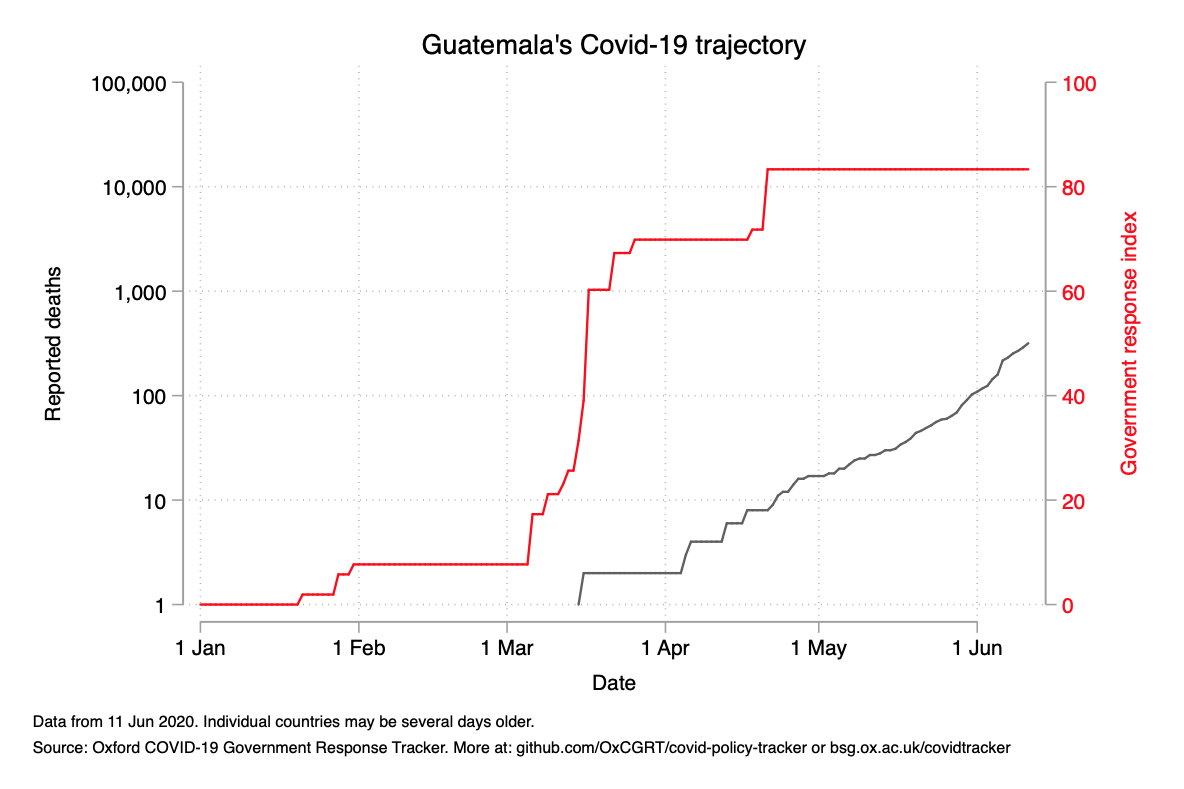 Guatemala's Covid-19 trajectory
100,000
10,000
1,000
100
10
1
Reported deaths
100
80
60
40
20
0
Government response index
1 Jan 1 Feb 1 Mar 1 Apr 1 May 1 Jun
Date
Data from 11 Jun 2020. Individual countries may be several days older.
Source: Oxford COVID-19 Government Response Tracker. More at: github.com/OxCGRT/covid-policy-tracker or bsg.ox.ac.uk/covidtracker